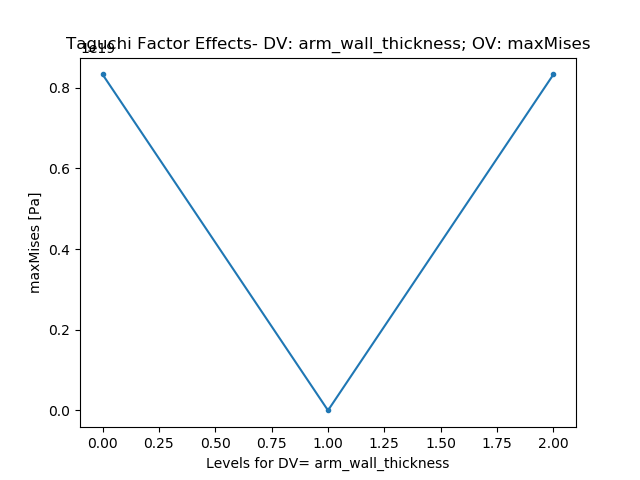 Taguchi Factor Effects- DV: arm_wall_thickness; OV: maxMises
1e19
0.8
0.6
0.4
0.2
0.0
maxMises [Pa]
0.00 0.25 0.50 0.75 1.00 1.25 1.50 1.75 2.00
Levels for DV= arm_wall_thickness